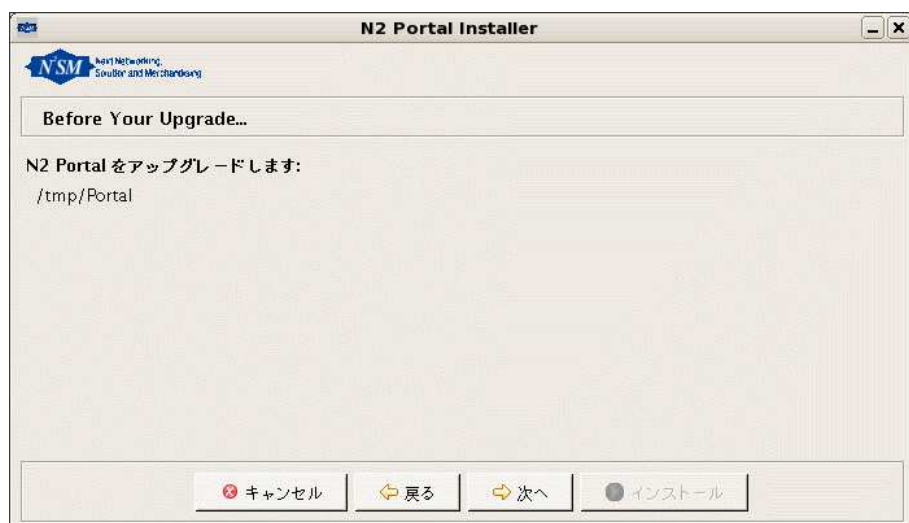 N2 Portal Installer
N2SM
Next Networking,
Soultior and Merchandising
Before Your Upgrade...
N2 Portal をアップグレードします:
/tmp/Portal
キャンセル
戻る
次へ
インストール